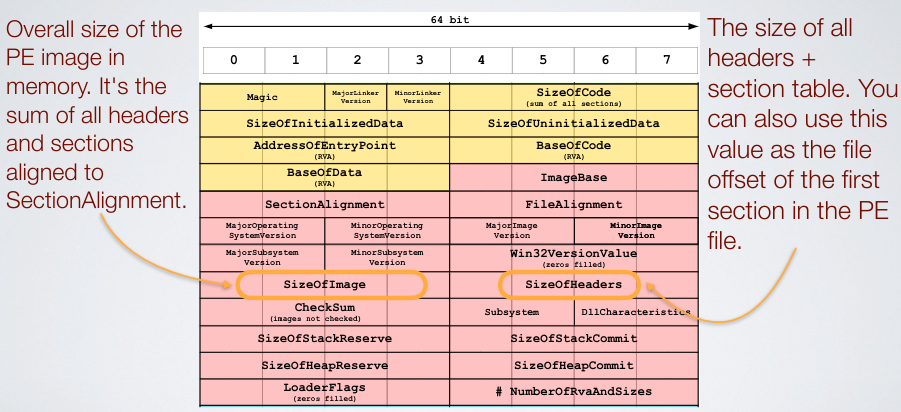 Overall size of the
PE image in
memory. It's the
sum of all headers
and sections
aligned to
SectionAlignment.
64 bit
0 1 2 3 4 5 6 7
Magic
MajorLinker
Version
MinorLinker
Version
SizeOfCode
(sum of all sections)
SizeOfInitializedData
SizeOfUninitializedData
AddressOfEntryPoint
(RVA)
BaseOfCode
(RVA)
BaseOfData
(RVA)
ImageBase
SectionAlignment
FileAlignment
MajorOperating
SystemVersion
MinorOperating
SystemVersion
MajorImage
Version
MinorImage
Version
MajorSubsystem
Version
MinorSubsystem
Version
Win32VersionValue
(zeros filled)
SizeOfImage
SizeOfHeaders
CheckSum
(images not checked)
Subsystem
DllCharacteristics
SizeOfStackReserve
SizeOfStackCommit
SizeOfHeapReserve
SizeOfHeapCommit
LoaderFlags
(zeros filled)
# NumberOfRvaAndSizes
The size of all
headers +
section table. You
can also use this
value as the file
offset of the first
section in the PE
file.